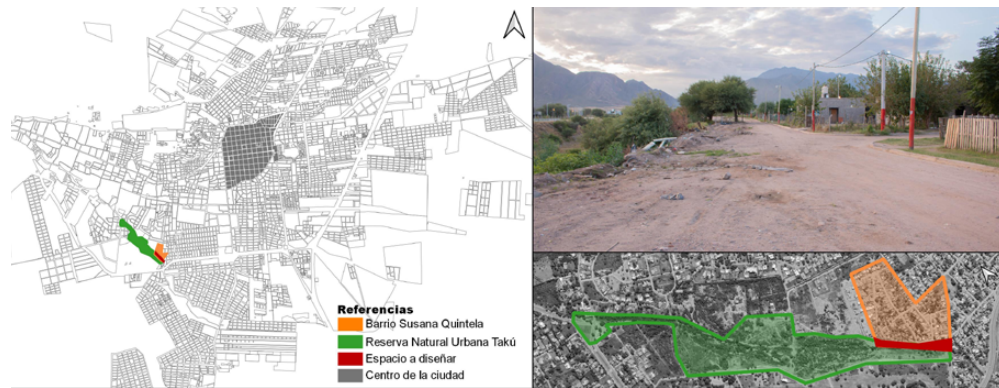 Referencias
Barrio Susana Quintela
Reserva Natural Urbana Takú
Espacio a diseñar
Centro de la ciudad